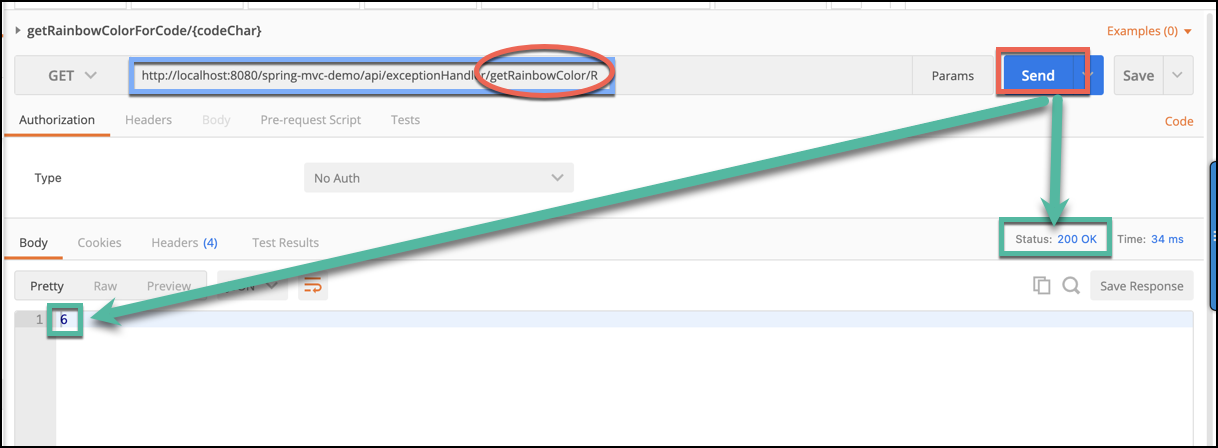 getRainbowColorForCode/{codeChar}
Examples (0)
GET
http://localhost:8080/spring-mvc-demo/api/exceptionHandler/getRainbowColor/R
Params
Send
Save
Authorization
Headers
Body
Pre-request Script
Tests
Code
Type
No Auth
Body
Cookies
Headers (4)
Test Results
Status: 200 OK
Time: 34 ms
Pretty
Raw
Preview
Save Response
1
6